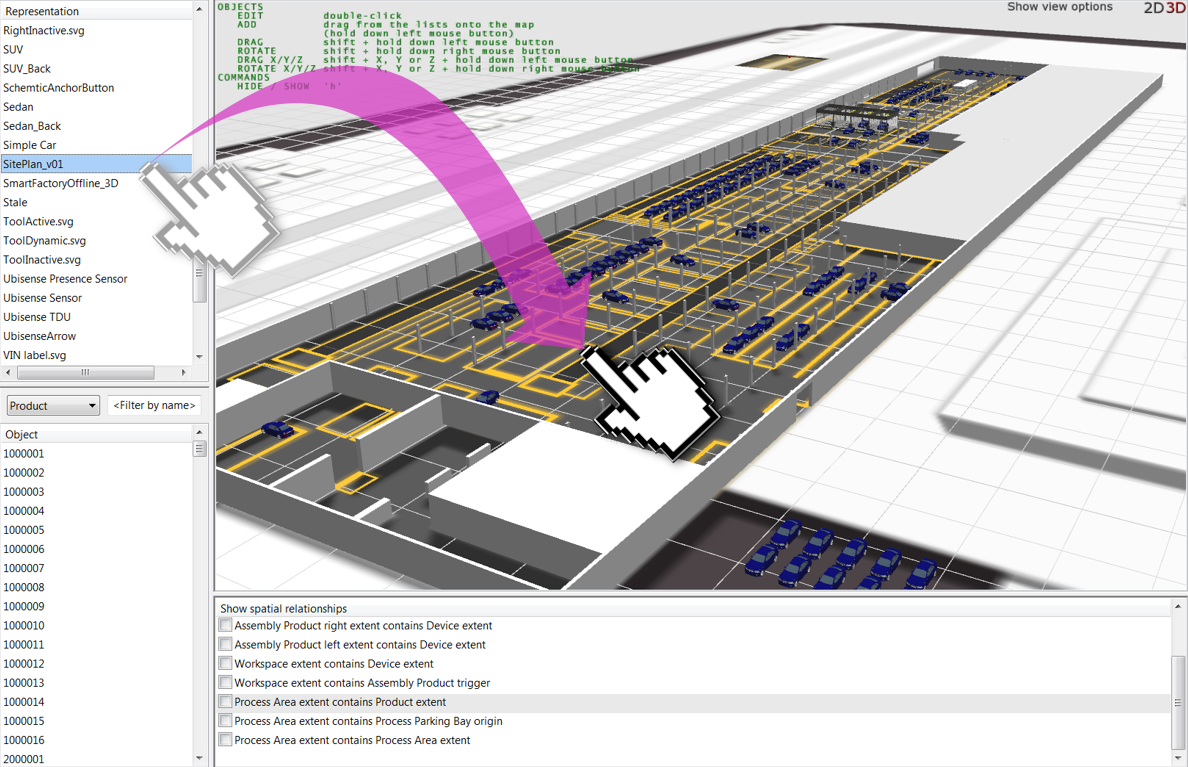 Representation
RightInactive.svg
SUV
SUV_Back
SchemticAnchorButton
Sedan
Sedan_Back
Simple Car
SitePlan_v01
SmartFactoryOffline_3D
Stale
ToolActive.svg
ToolDynamic.svg
ToolInactive.svg
Ubisense Presence Sensor
Ubisense Sensor
Ubisense TDU
UbisenseArrow
VIN label.svg
Product
<Filter by name>
Object
1000001
1000002
1000003
1000004
1000005
1000006
1000007
1000008
1000009
1000010
1000011
1000012
1000013
1000014
1000015
1000016
2000001
OBJECTS
EDIT double-click
ADD drag from the lists onto the map
(hold down left mouse button)
DRAG shift + hold down left mouse button
ROTATE shift + hold down right mouse button
DRAG X/Y/Z shift + X, Y or Z + hold down left mouse button
ROTATE X/Y/Z shift + X, Y or Z + hold down right mouse button
COMMANDS
HIDE / SHOW 'h'
Show view options
2D3D
Show spatial relationships
Assembly Product right extent contains Device extent
Assembly Product left extent contains Device extent
Workspace extent contains Device extent
Workspace extent contains Assembly Product trigger
Process Area extent contains Product extent
Process Area extent contains Process Parking Bay origin
Process Area extent contains Process Area extent